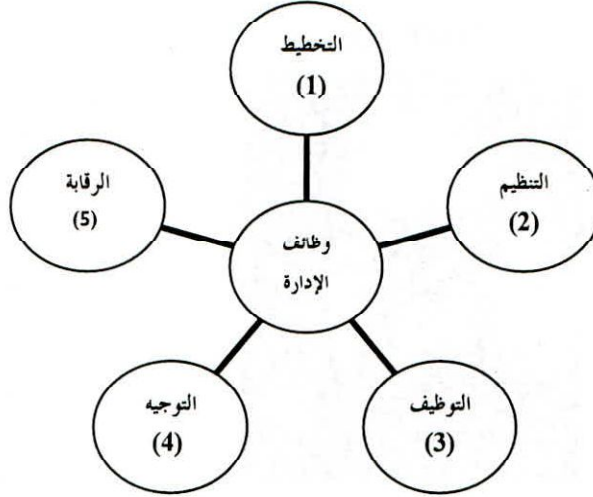 التخطيط
(1)
التنظيم
(2)
التوظيف
(3)
التوجيه
(4)
الرقابة
(5)
وظائف
الإدارة